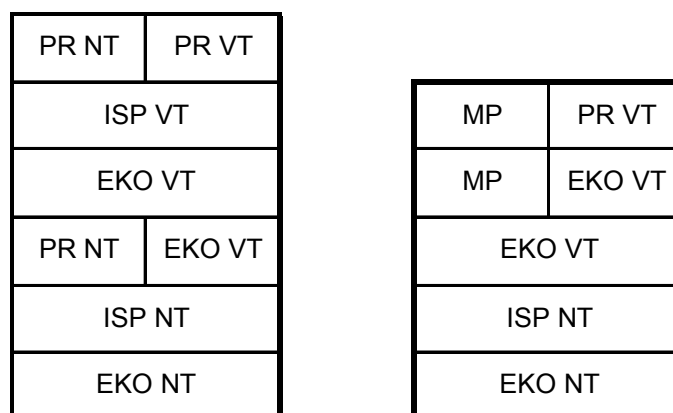 PR NT PR VT
ISP VT
EKO VT
PR NT EKO VT
ISP NT
EKO NT
MP PR VT
MP EKO VT
EKO VT
ISP NT
EKO NT